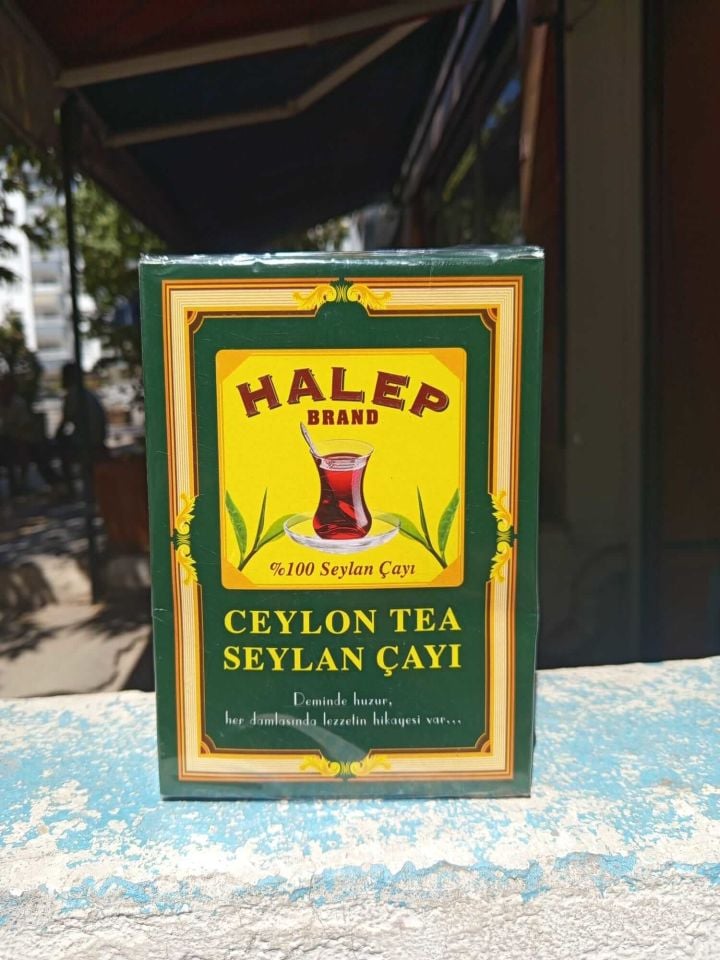 HALEP
BRAND
%100 Seylan Çayı
CEYLON TEA
SEYLAN ÇAYI
Deminde huzur,
her damlasında lezzetin hikayesi var...